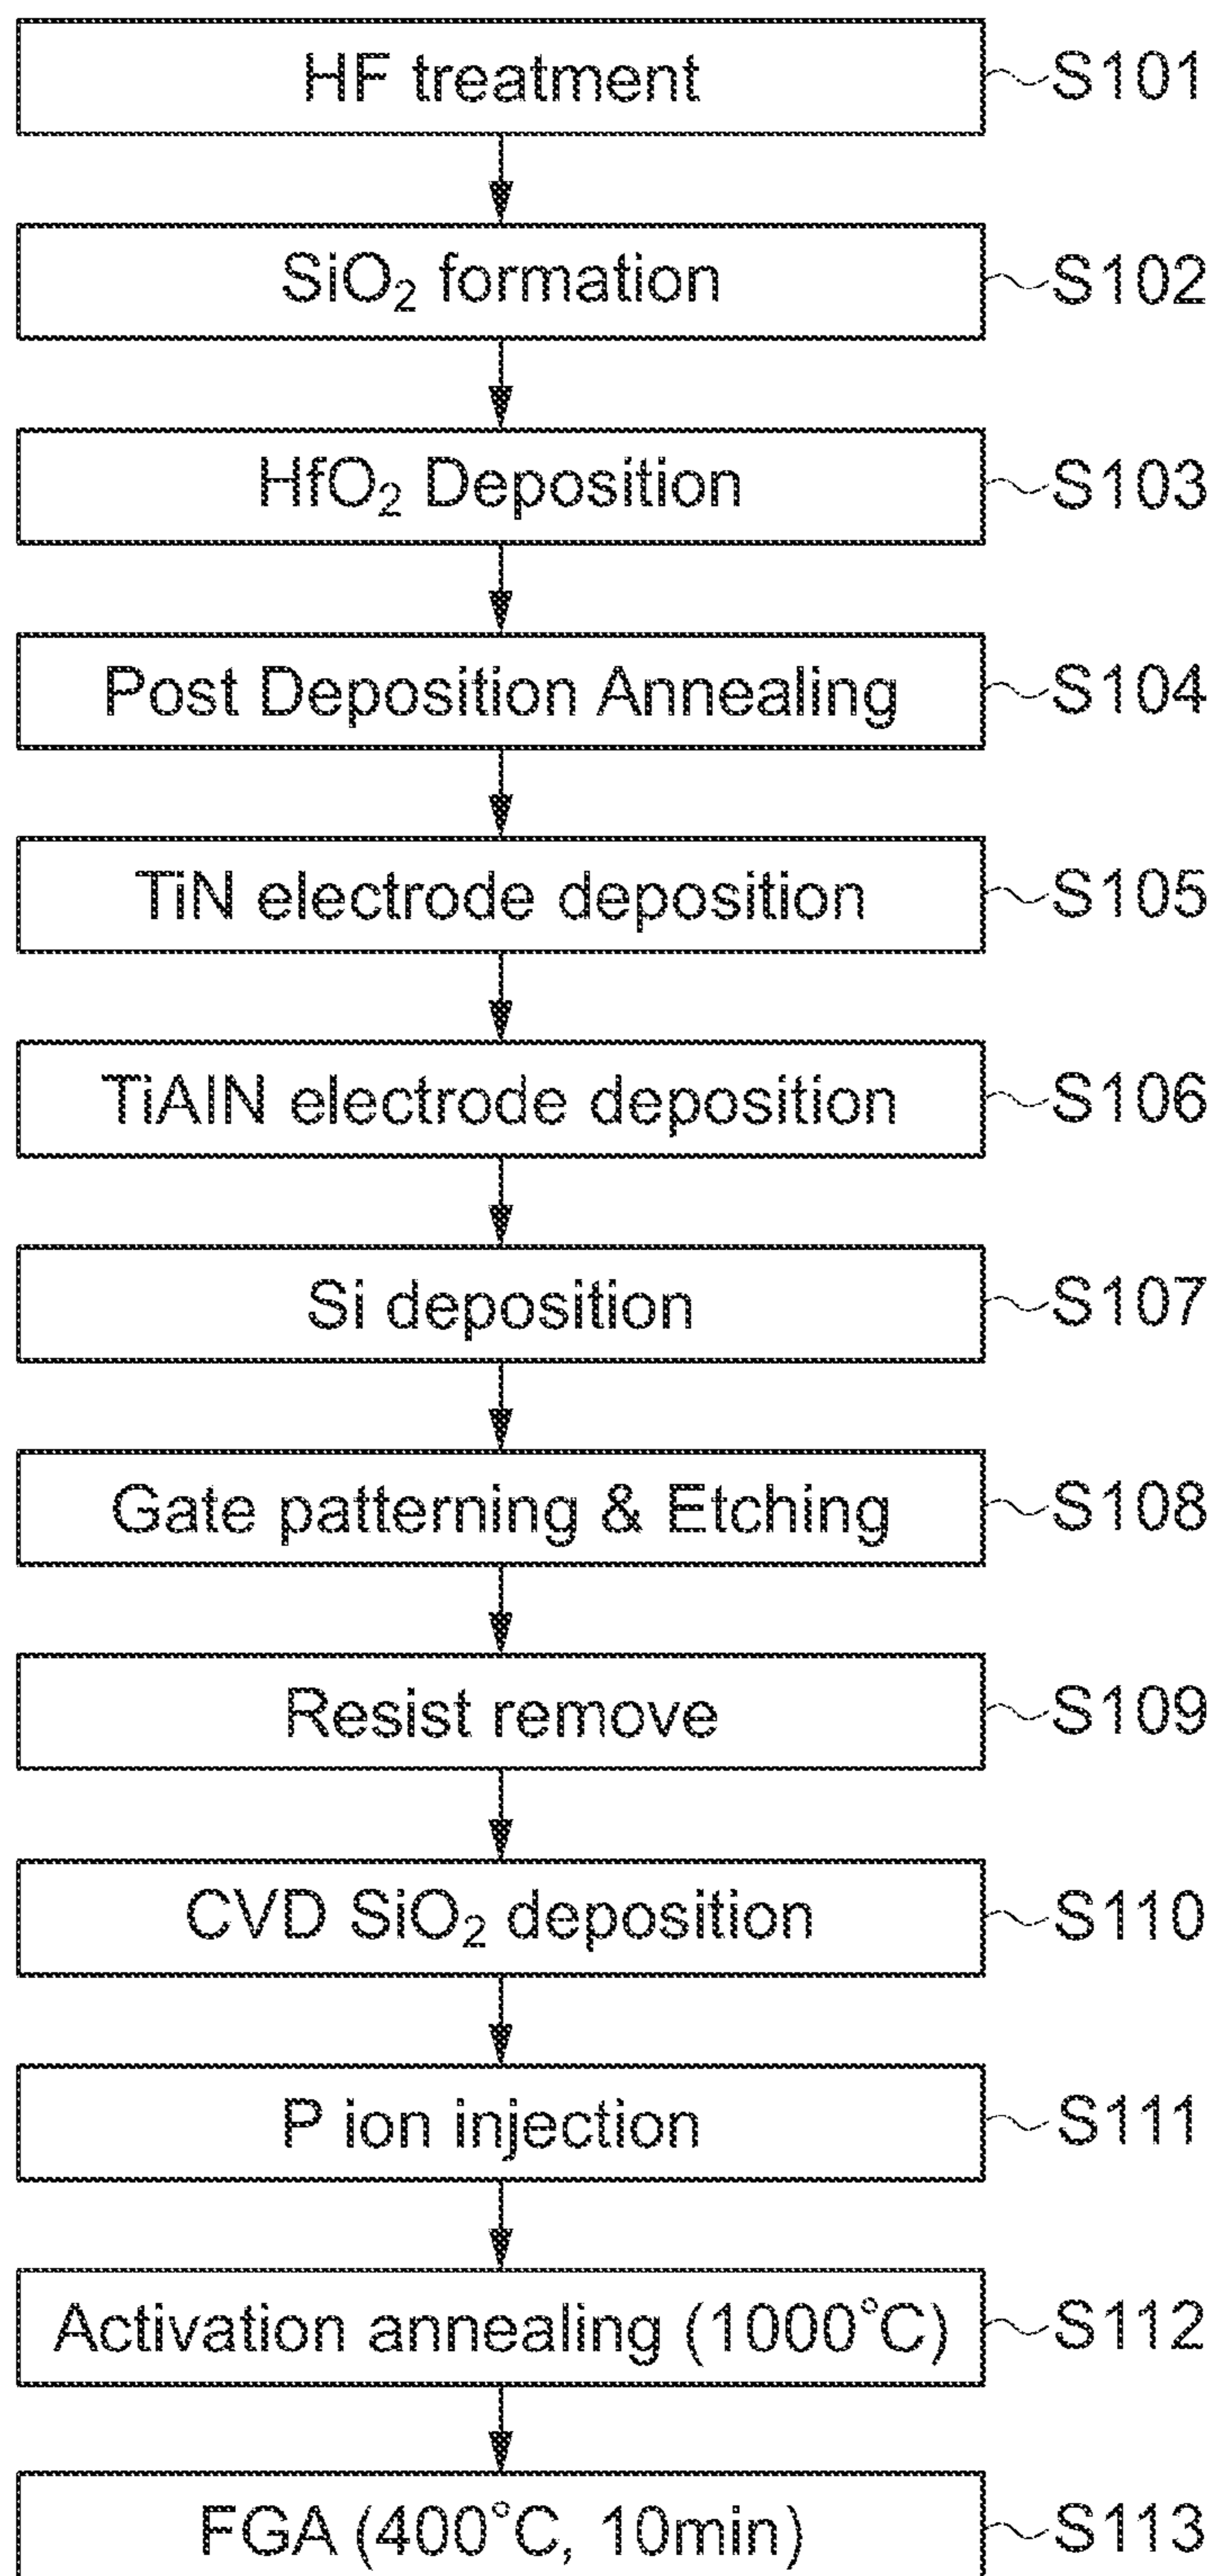 HF treatment S101
SiO₂ formation S102
HfO₂ Deposition S103
Post Deposition Annealing S104
TiN electrode deposition S105
TiAlN electrode deposition S106
Si deposition S107
Gate patterning & Etching S108
Resist remove S109
CVD SiO₂ deposition S110
P ion injection S111
Activation annealing (1000°C) S112
FGA (400°C, 10min) S113